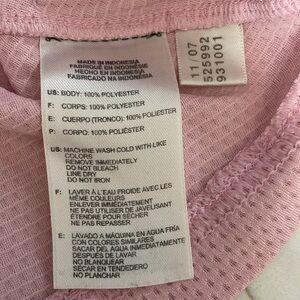 MADE IN INDONESIA
FABRIQUÉ EN INDONÉSIE
HECHO EN INDONESIA
FABRICADO NA INDONÉSIA
US: BODY: 100% POLYESTER
F: CORPS: 100% POLYESTER
E: CUERPO (TRONCO): 100% POLYESTER
P: CORPO: 100% POLIÉSTER
US: MACHINE WASH COLD WITH LIKE
COLORS
REMOVE IMMEDIATELY
DO NOT BLEACH
LINE DRY
DO NOT IRON
F: LAVER À L'EAU FROIDE AVEC LES
MÊME COULEURS
ENLEVER IMMÉDIATEMENT
NE PAS UTILISER DE JAVELISANT
ÉTENDRE POUR SÉCHER
NE PAS REPASSER
E: LAVADO A MÁQUINA EN AGUA FRÍA
CON COLORES SIMILARES
SACAR DEL AGUA INMEDIATAMENTE
DESPUÉS DE LAVAR
NO BLANQUEAR
SECAR EN TENDEDERO
NO PLANCHAR
11/07
525992
931001